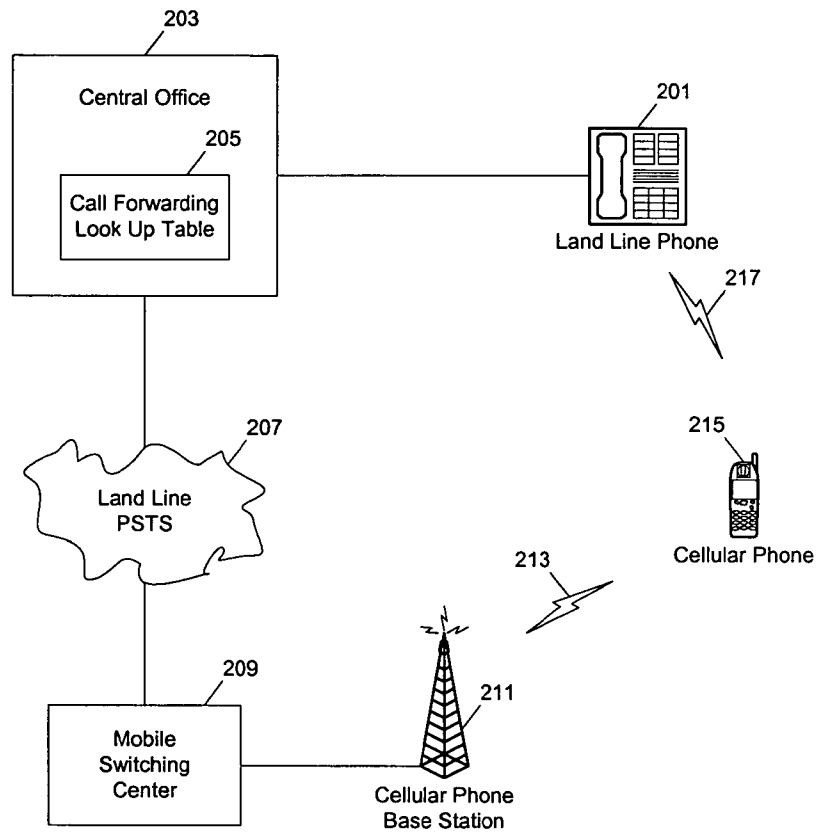 203
Central Office
205
Call Forwarding
Look Up Table
201
Land Line Phone
217
207
Land Line
PSTS
215
Cellular Phone
213
209
Mobile
Switching
Center
211
Cellular Phone
Base Station